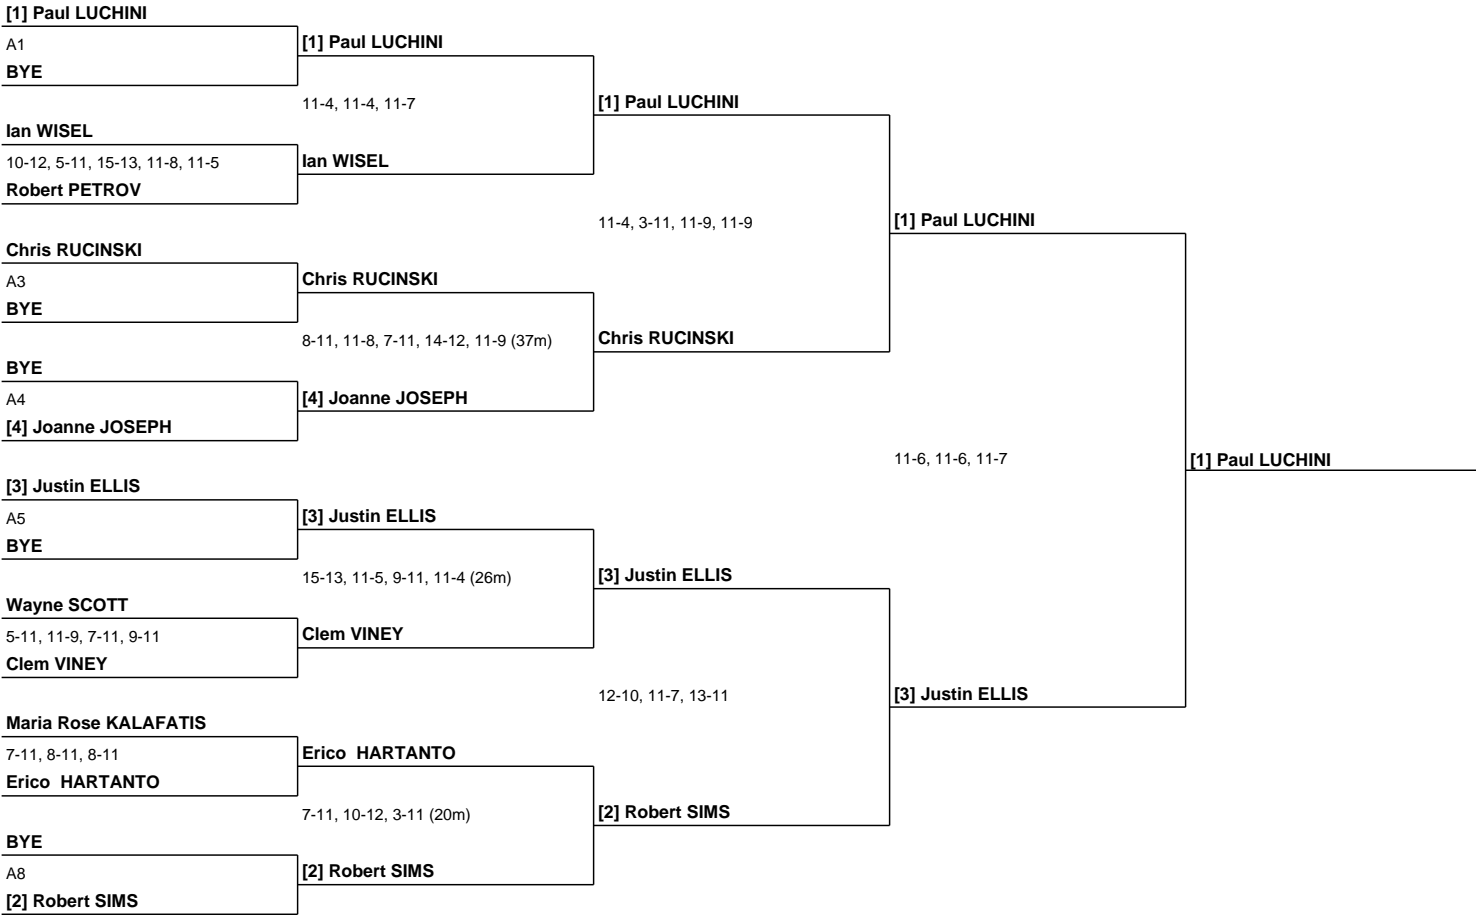 [1] Paul LUCHINI
A1
BYE
Ian WISEL
10-12, 5-11, 15-13, 11-8, 11-5
Robert PETROV
Chris RUCINSKI
A3
BYE
BYE
A4
[4] Joanne JOSEPH
[3] Justin ELLIS
A5
BYE
Wayne SCOTT
5-11, 11-9, 7-11, 9-11
Clem VINEY
Maria Rose KALAFATIS
7-11, 8-11, 8-11
Erico  HARTANTO
BYE
A8
[2] Robert SIMS
[1] Paul LUCHINI
11-4, 11-4, 11-7
Ian WISEL
Chris RUCINSKI
8-11, 11-8, 7-11, 14-12, 11-9 (37m)
[4] Joanne JOSEPH
[3] Justin ELLIS
15-13, 11-5, 9-11, 11-4 (26m)
Clem VINEY
Erico  HARTANTO
7-11, 10-12, 3-11 (20m)
[2] Robert SIMS
[1] Paul LUCHINI
11-4, 3-11, 11-9, 11-9
Chris RUCINSKI
[3] Justin ELLIS
12-10, 11-7, 13-11
[2] Robert SIMS
[1] Paul LUCHINI
11-6, 11-6, 11-7
[3] Justin ELLIS
[1] Paul LUCHINI